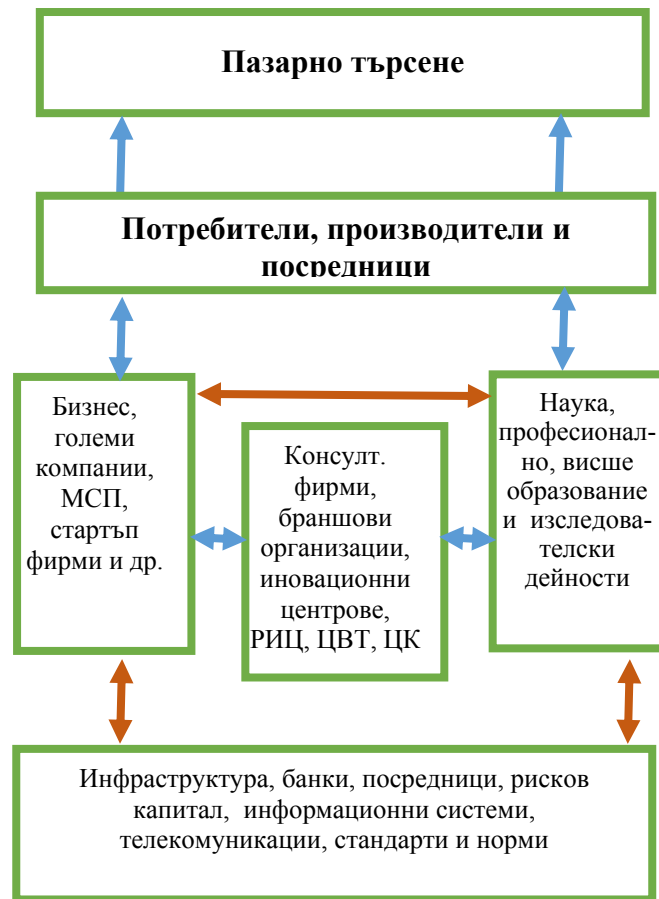 Пазарно търсене
Потребители, производители и
посредници
Бизнес,
големи
компании,
МСП,
стартъп
фирми и др.
Консулт.
фирми,
браншови
организации,
иновационни
центрове,
РИЦ, ЦВТ, ЦК
Наука,
професионал-
но, висше
образование
и изследова-
телски
дейности
Инфраструктура, банки, посредници, рисков
капитал, информационни системи,
телекомуникации, стандарти и норми